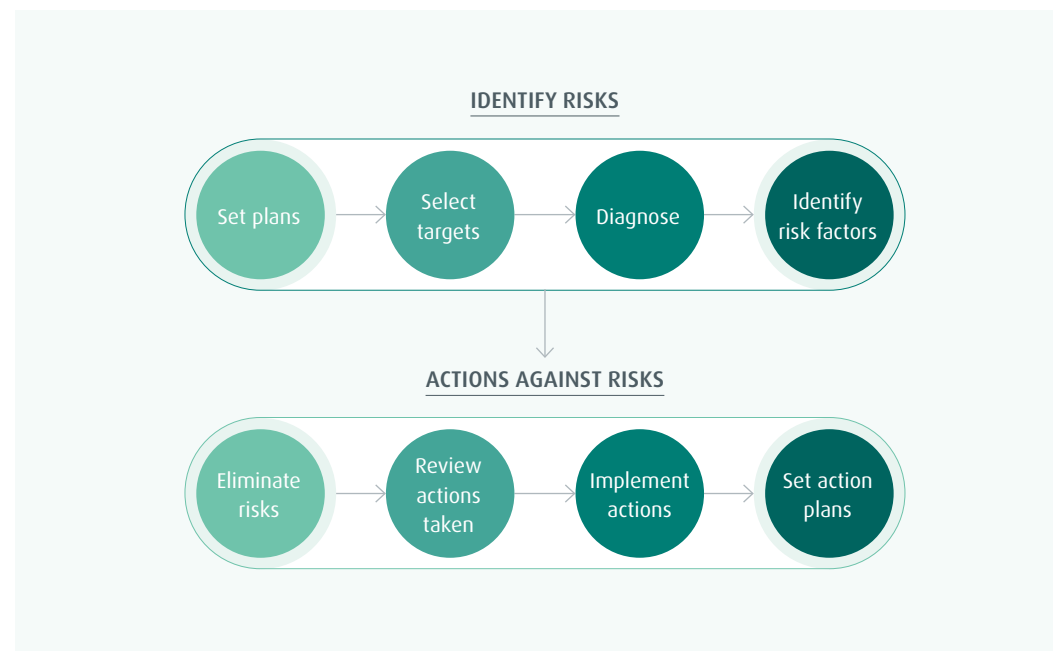 IDENTIFY RISKS
Set plans
Select
targets
Diagnose
Identify
risk factors
ACTIONS AGAINST RISKS
Eliminate
risks
Review
actions
taken
Implement
actions
Set action
plans